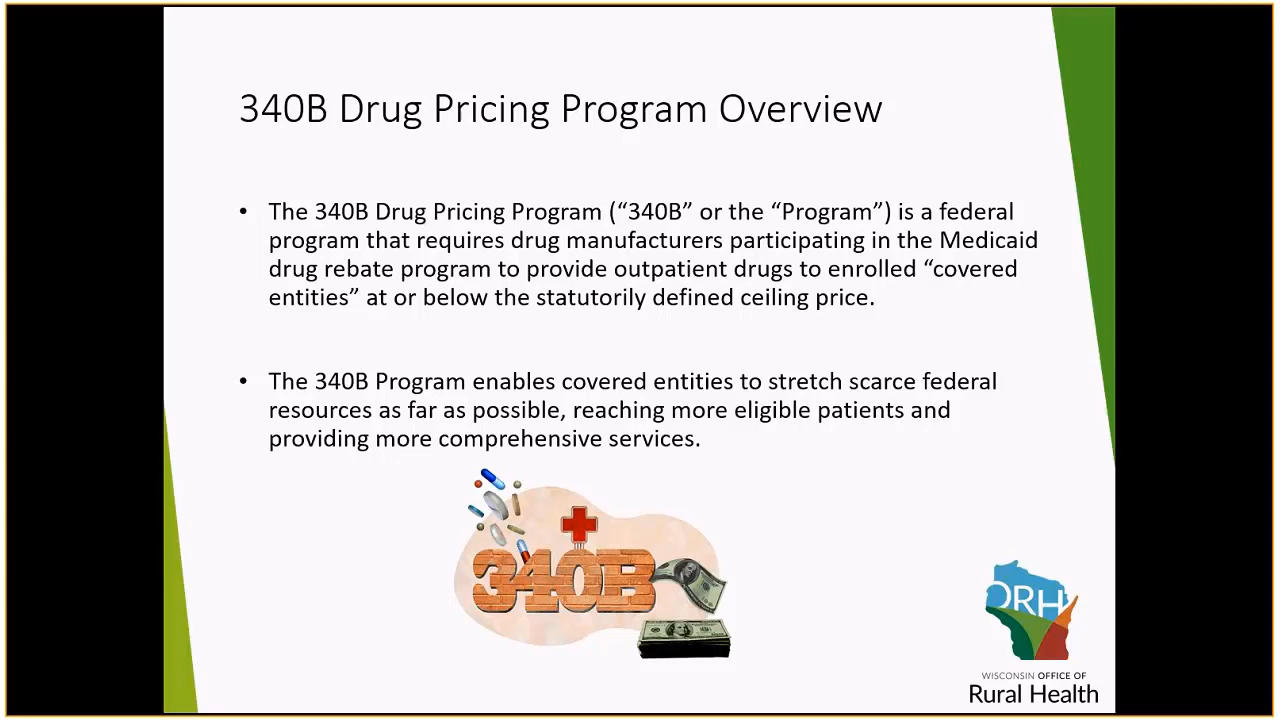 340B Drug Pricing Program Overview
• The 340B Drug Pricing Program (“340B” or the “Program”) is a federal
program that requires drug manufacturers participating in the Medicaid
drug rebate program to provide outpatient drugs to enrolled “covered
entities” at or below the statutorily defined ceiling price.
• The 340B Program enables covered entities to stretch scarce federal
resources as far as possible, reaching more eligible patients and
providing more comprehensive services.
340B
ORH
WISCONSIN OFFICE OF
Rural Health